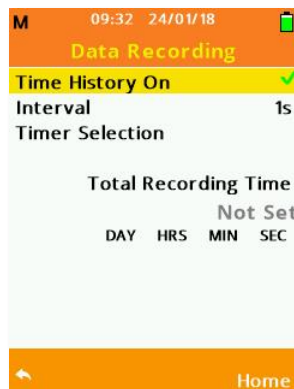 M 09:32 24/01/18
Data Recording
Time History On
Interval 1s
Timer Selection
Total Recording Time
Not Set
DAY HRS MIN SEC
Home